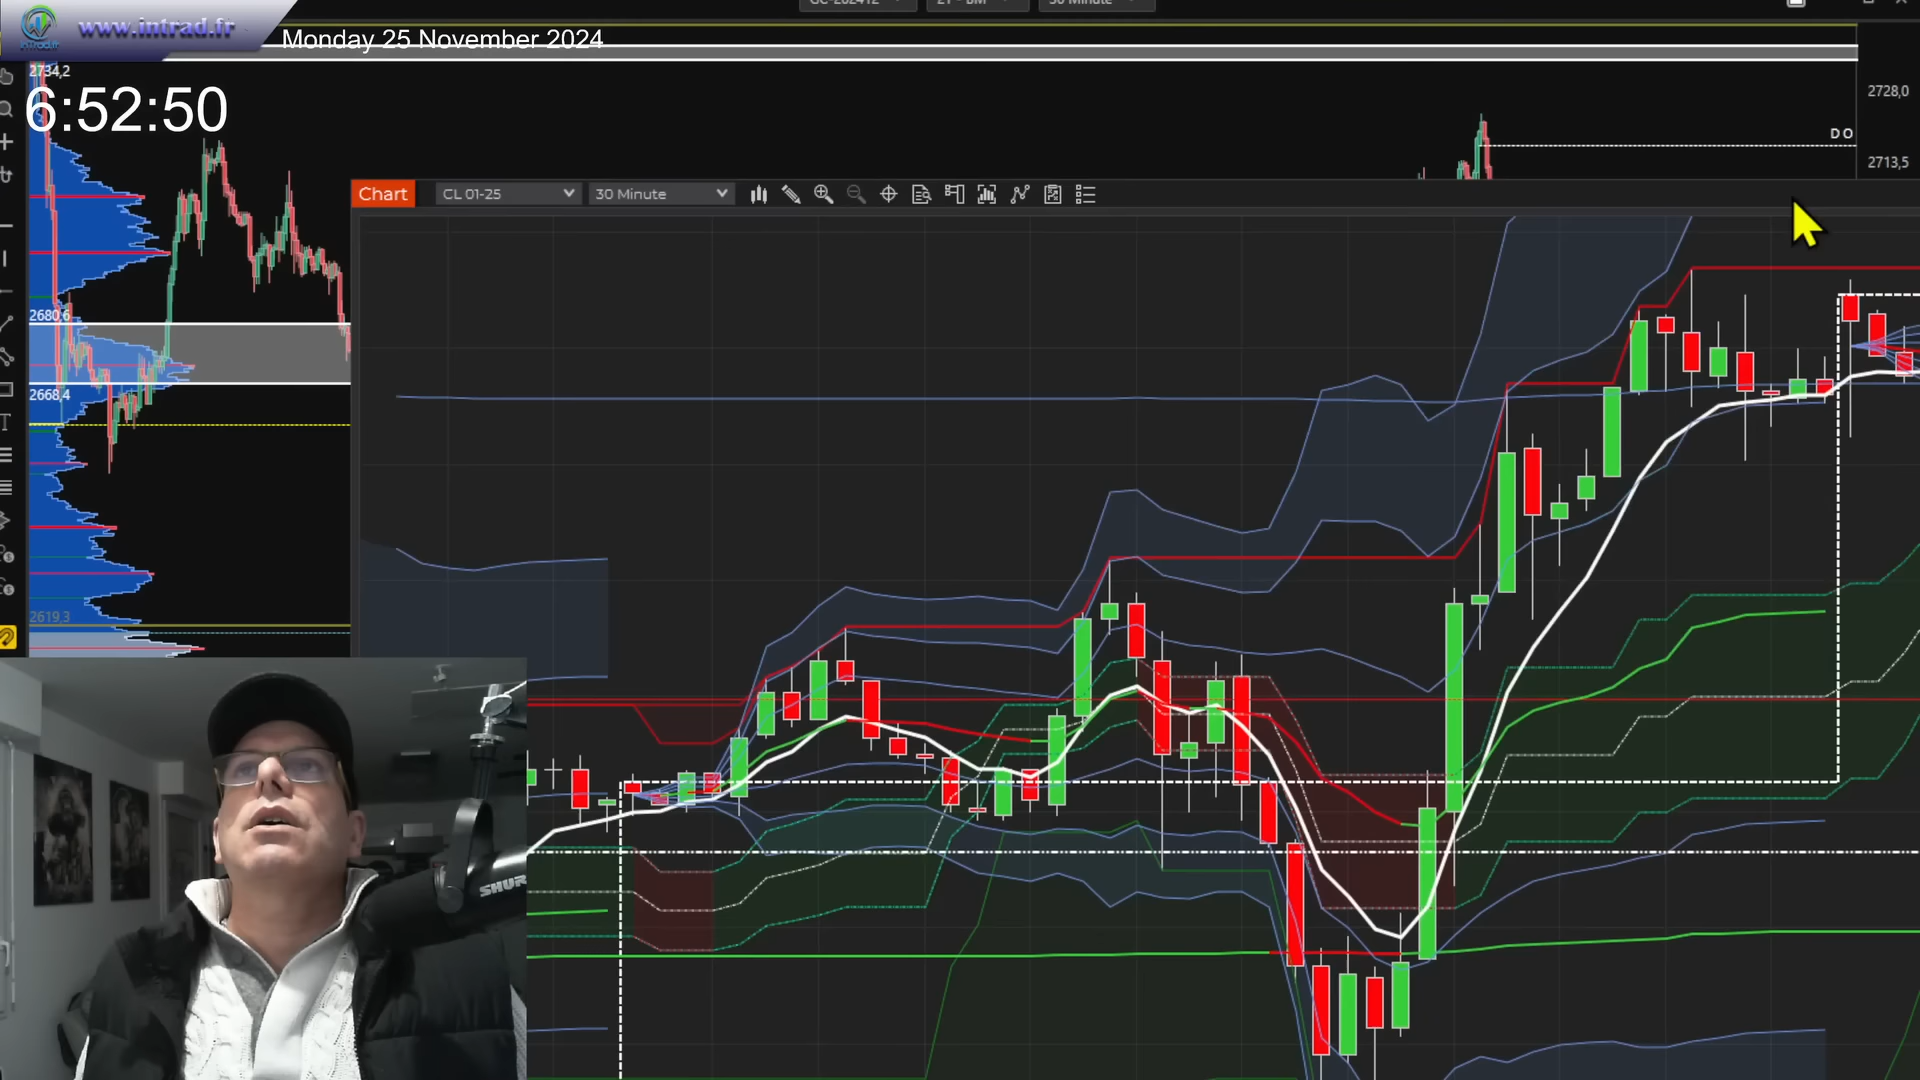 www.intrad.fr
Monday 25 November 2024
2734,2
6:52:50
2728,0
D O
2713,5
Chart
CL 01-25
30 Minute
2680,6
2668,4
2619,3
SHUR